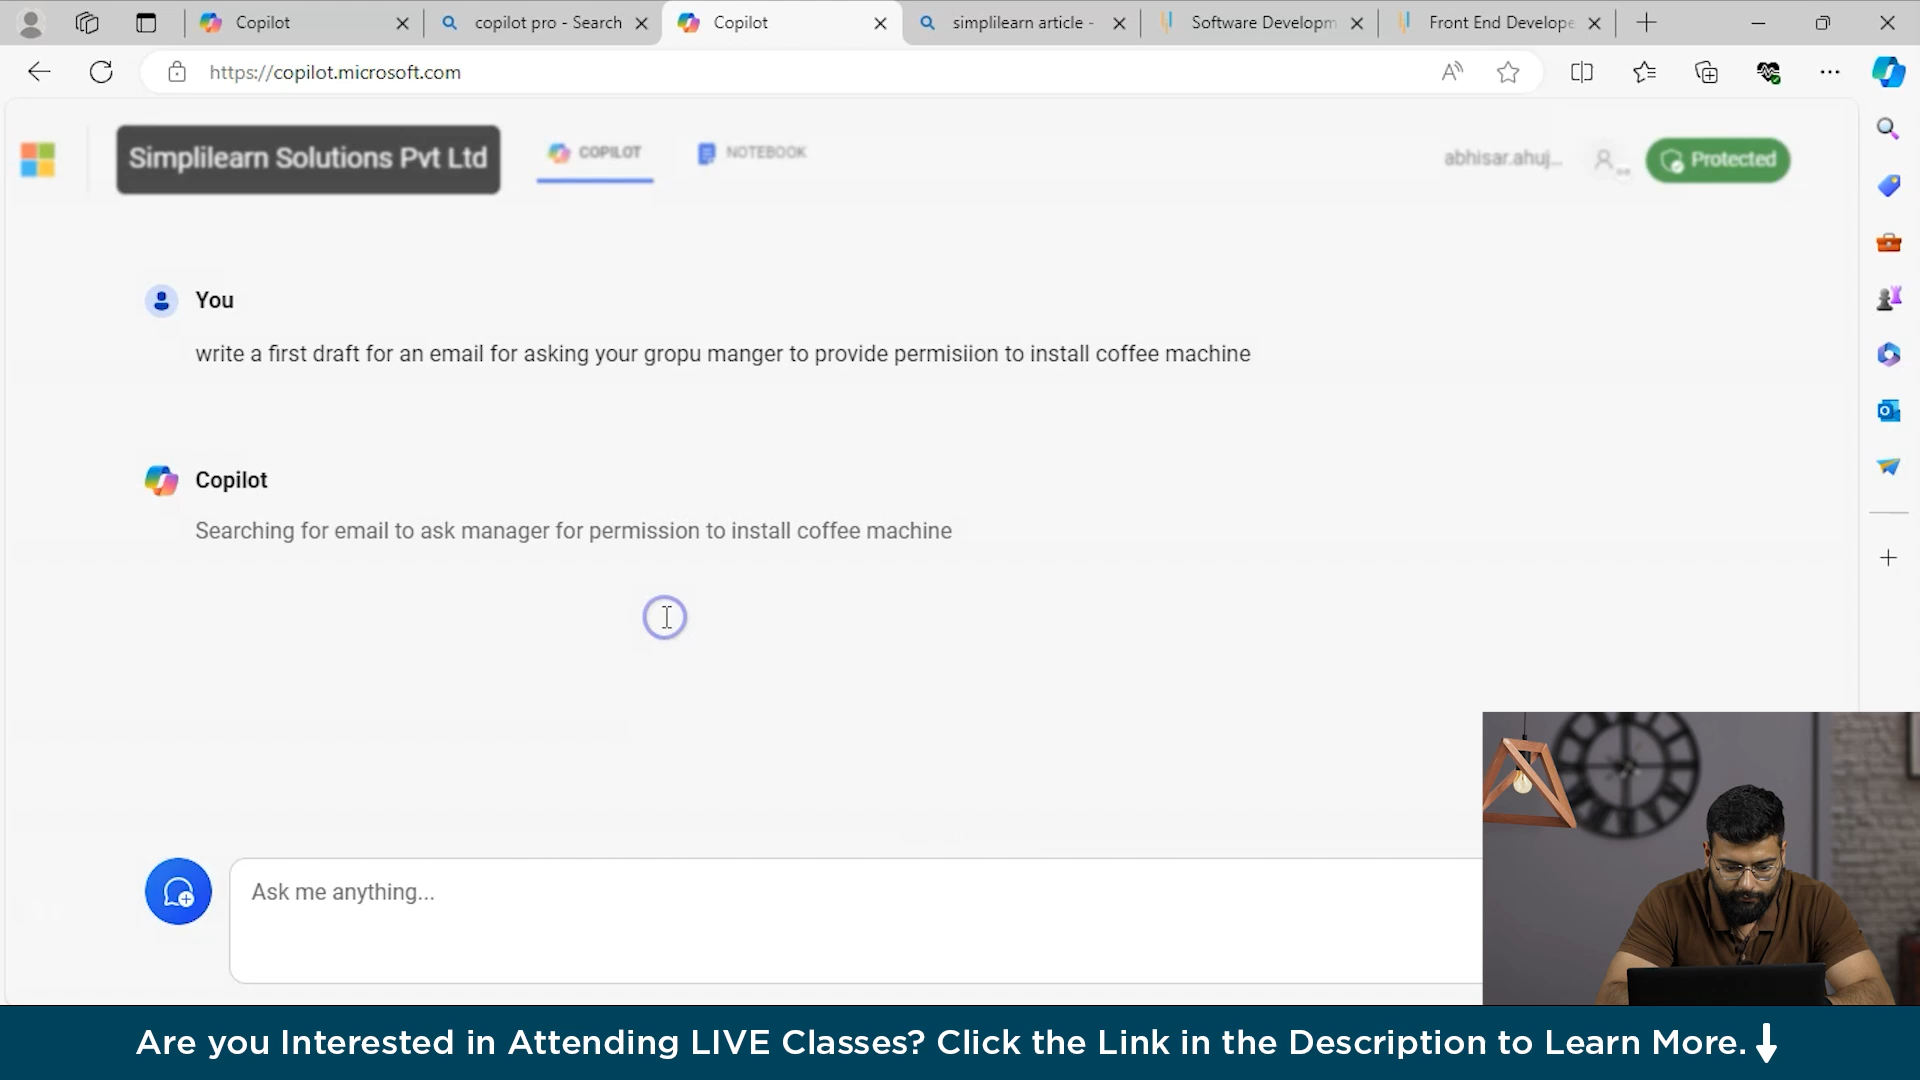 Copilot
copilot pro - Search
Copilot
simplilearn article -
Software Developm
Front End Develope
https://copilot.microsoft.com
Simplilearn Solutions Pvt Ltd
COPILOT
NOTEBOOK
abhisar.ahuj...
Protected
You
write a first draft for an email for asking your gropu manger to provide permisiion to install coffee machine
Copilot
Searching for email to ask manager for permission to install coffee machine
Ask me anything...
Are you Interested in Attending LIVE Classes? Click the Link in the Description to Learn More.